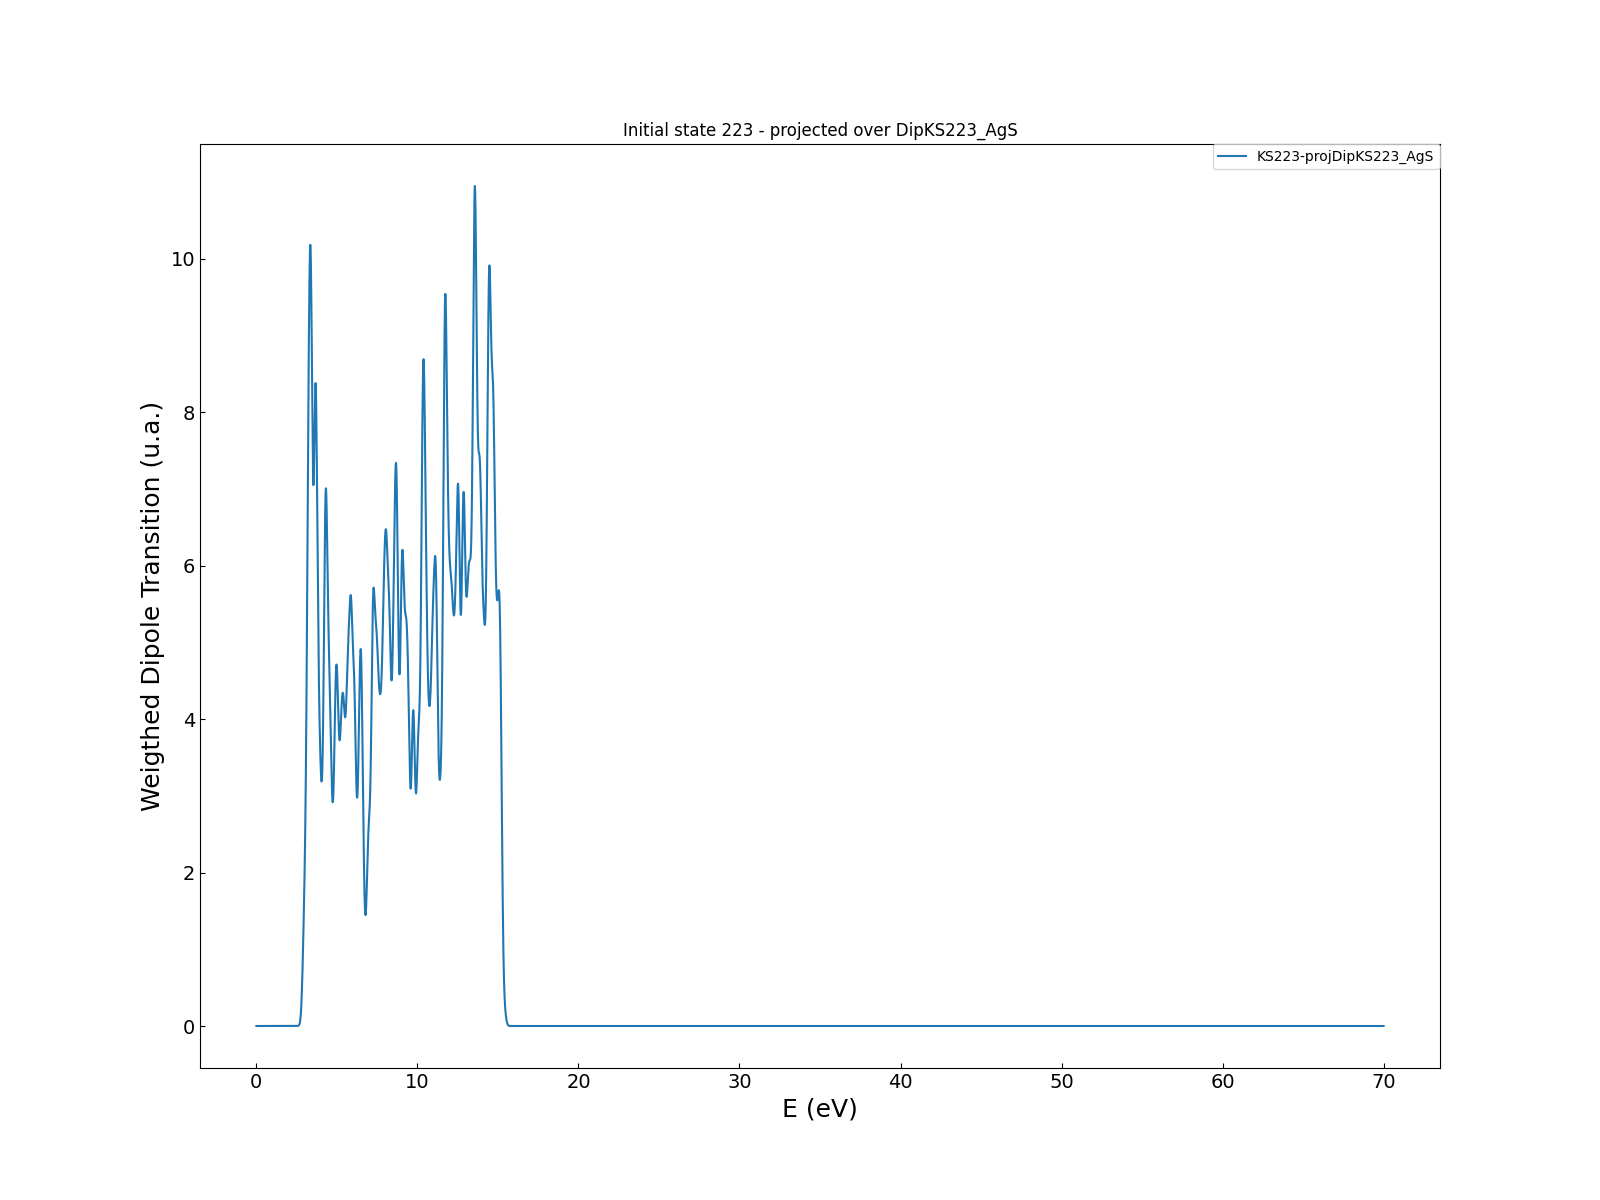 Initial state 223 - projected over DipKS223_AgS
KS223-projDipKS223_AgS
Weigthed Dipole Transition (u.a.)
10
8
6
4
2
0
0 10 20 30 40 50 60 70
E (eV)